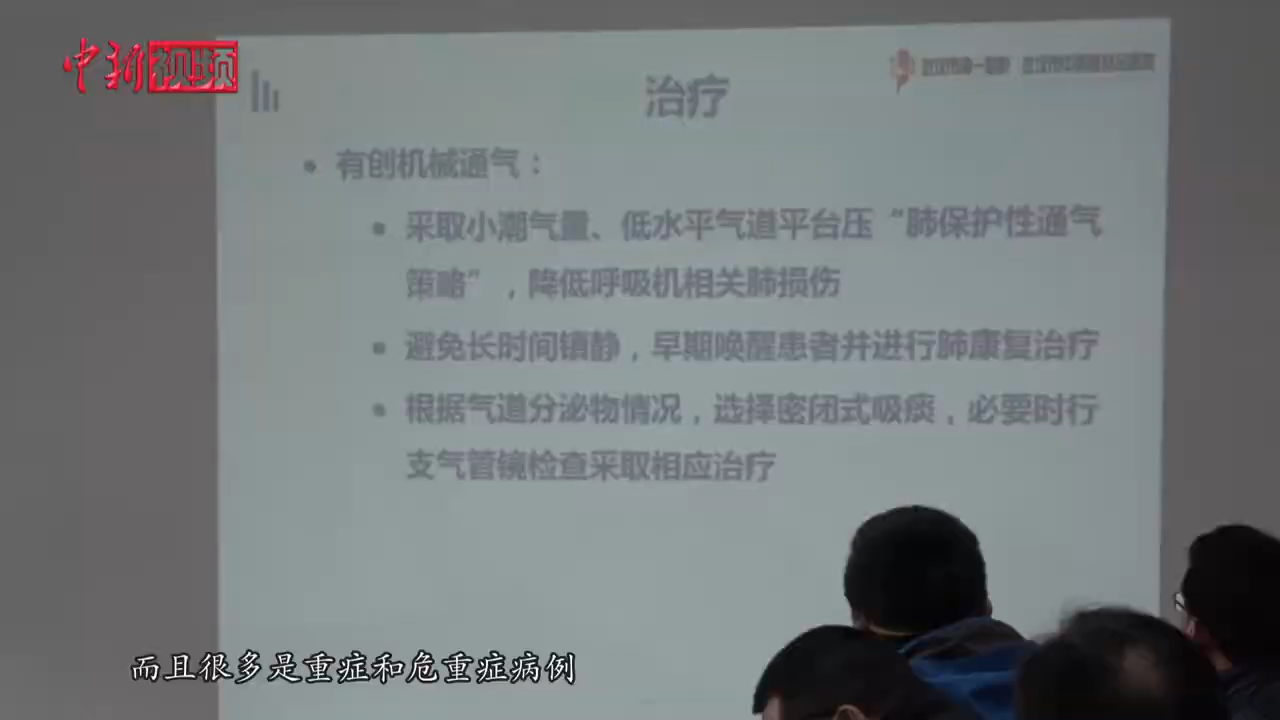 中新视频
治疗
• 有创机械通气：
• 采取小潮气量、低水平气道平台压“肺保护性通气
策略”，降低呼吸机相关肺损伤
• 避免长时间镇静，早期唤醒患者并进行肺康复治疗
• 根据气道分泌物情况，选择密闭式吸痰，必要时行
支气管镜检查采取相应治疗
而且很多是重症和危重症病例